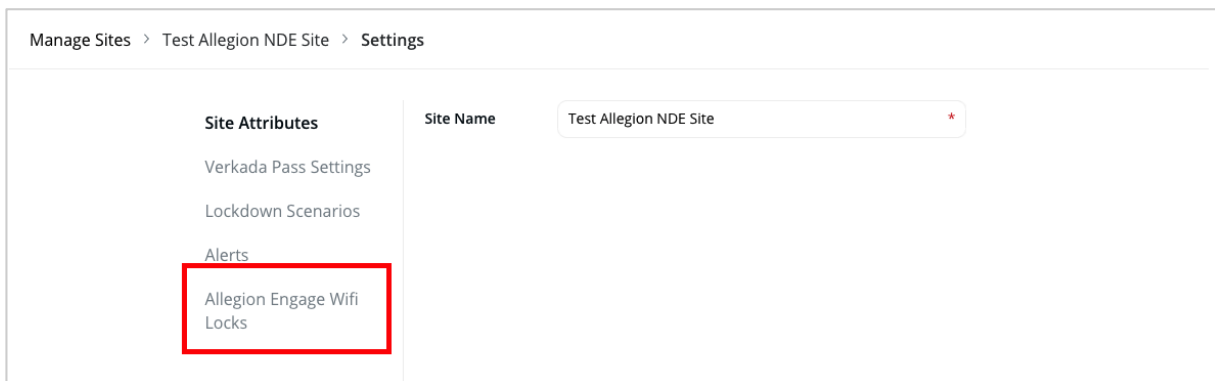 Manage Sites > Test Allegion NDE Site > Settings
Site Attributes
Verkada Pass Settings
Lockdown Scenarios
Alerts
Allegion Engage Wifi
Locks
Site Name
Test Allegion NDE Site *